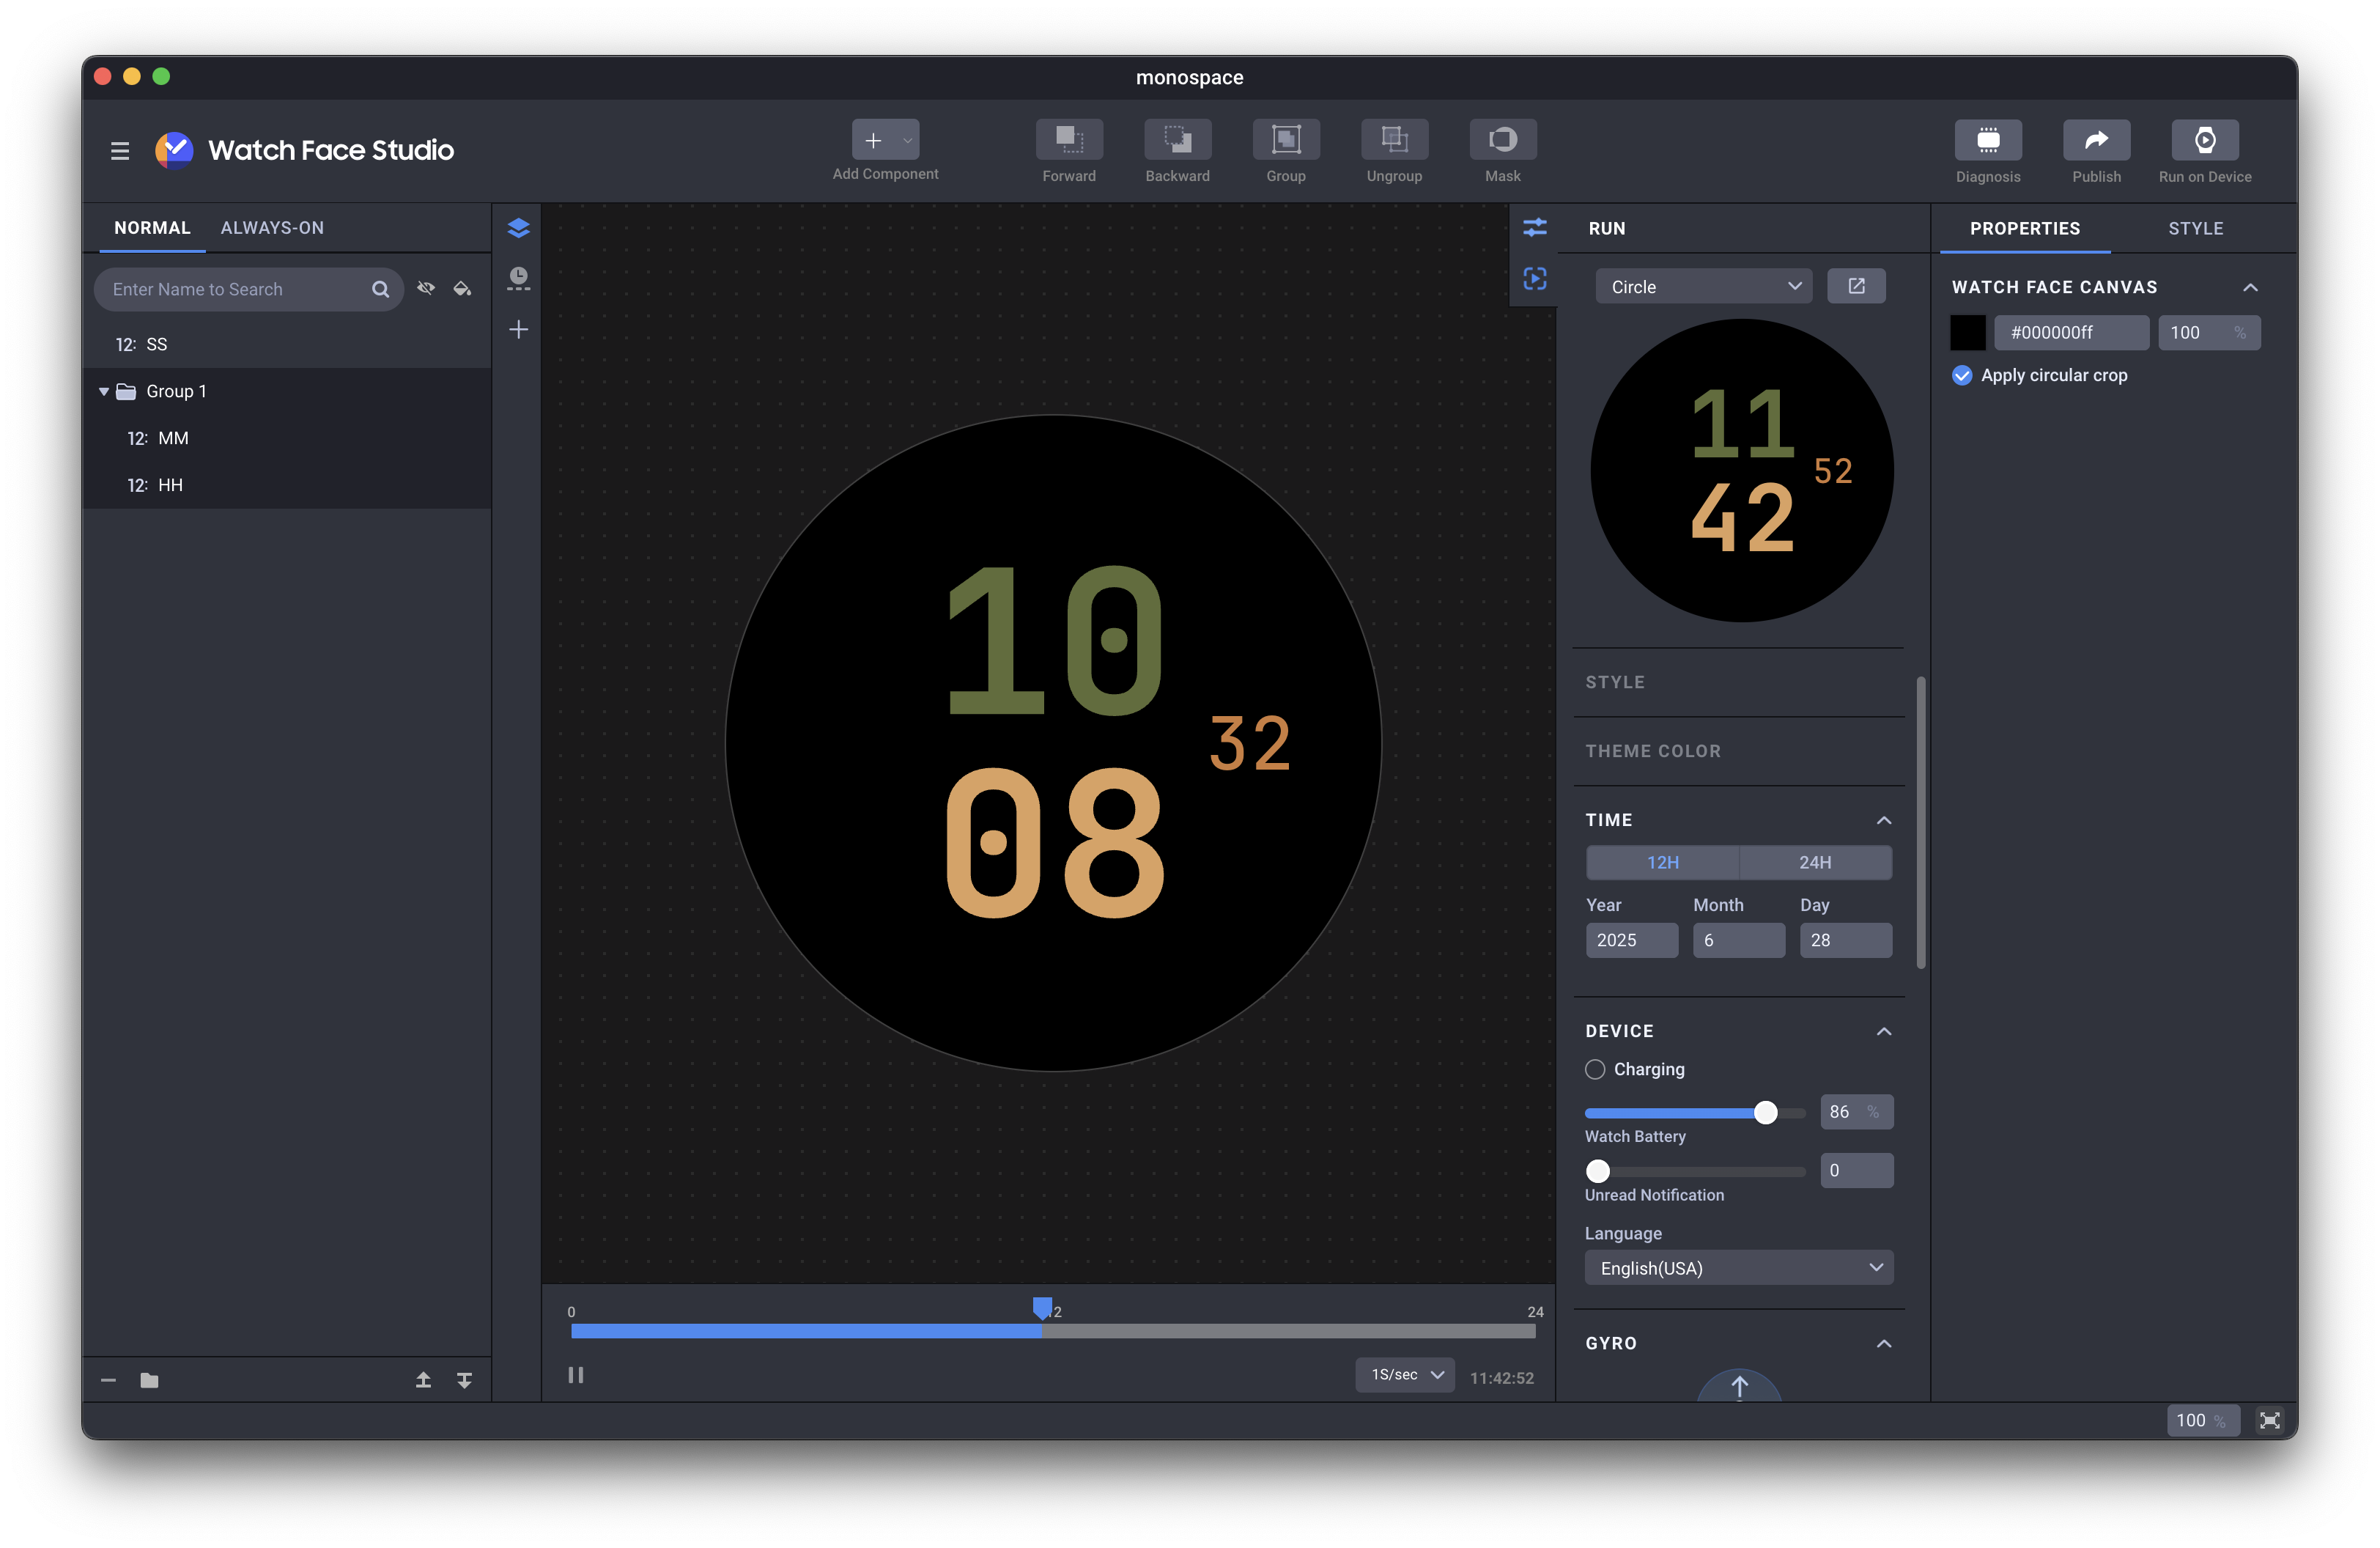 monospace
Watch Face Studio
Add Component
Forward
Backward
Group
Ungroup
Mask
Diagnosis
Publish
Run on Device
NORMAL
ALWAYS-ON
Enter Name to Search
12: SS
Group 1
12: MM
12: HH
10
08
32
0
12
24
1S/sec
11:42:52
RUN
Circle
11
42
52
STYLE
THEME COLOR
TIME
12H
24H
Year
Month
Day
2025
6
28
DEVICE
Charging
86 %
Watch Battery
0
Unread Notification
Language
English(USA)
GYRO
PROPERTIES
STYLE
WATCH FACE CANVAS
#000000ff
100 %
Apply circular crop
100 %